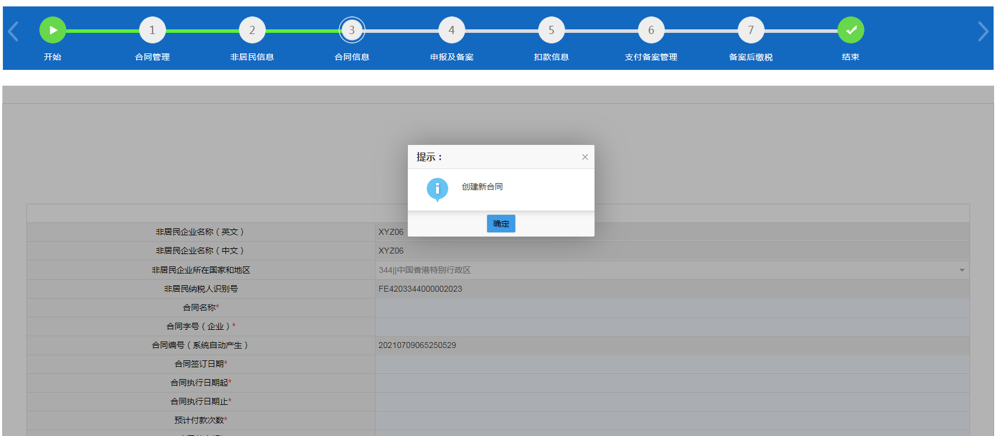 1 2 3 4 5 6 7
开始 合同管理 非居民信息 合同信息 申报及备案 扣款信息 支付备案管理 备案后缴税 结束
提示：
创建新合同
确定
非居民企业名称（英文） XYZ06
非居民企业名称（中文） XYZ06
非居民企业所在国家和地区 344||中国香港特别行政区
非居民纳税人识别号 FE4203344000002023
合同名称*
合同字号（企业）*
合同编号（系统自动产生） 20210709065250529
合同签订日期*
合同执行日期起*
合同执行日期止*
预计付款次数*